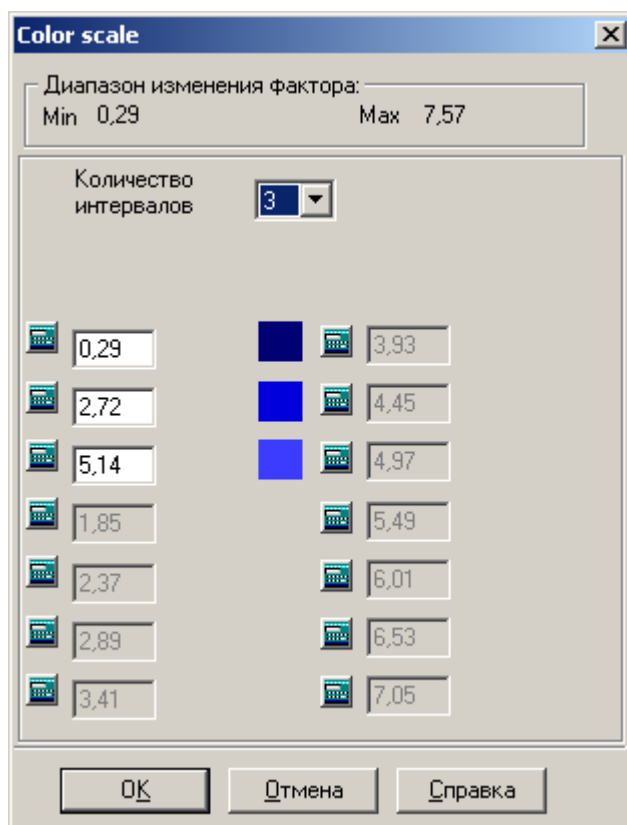 Color scale
Диапазон изменения фактора:
Min 0,29 Max 7,57
Количество
интервалов
3
0,29 3,93
2,72 4,45
5,14 4,97
1,85 5,49
2,37 6,01
2,89 6,53
3,41 7,05
OK Отмена Справка